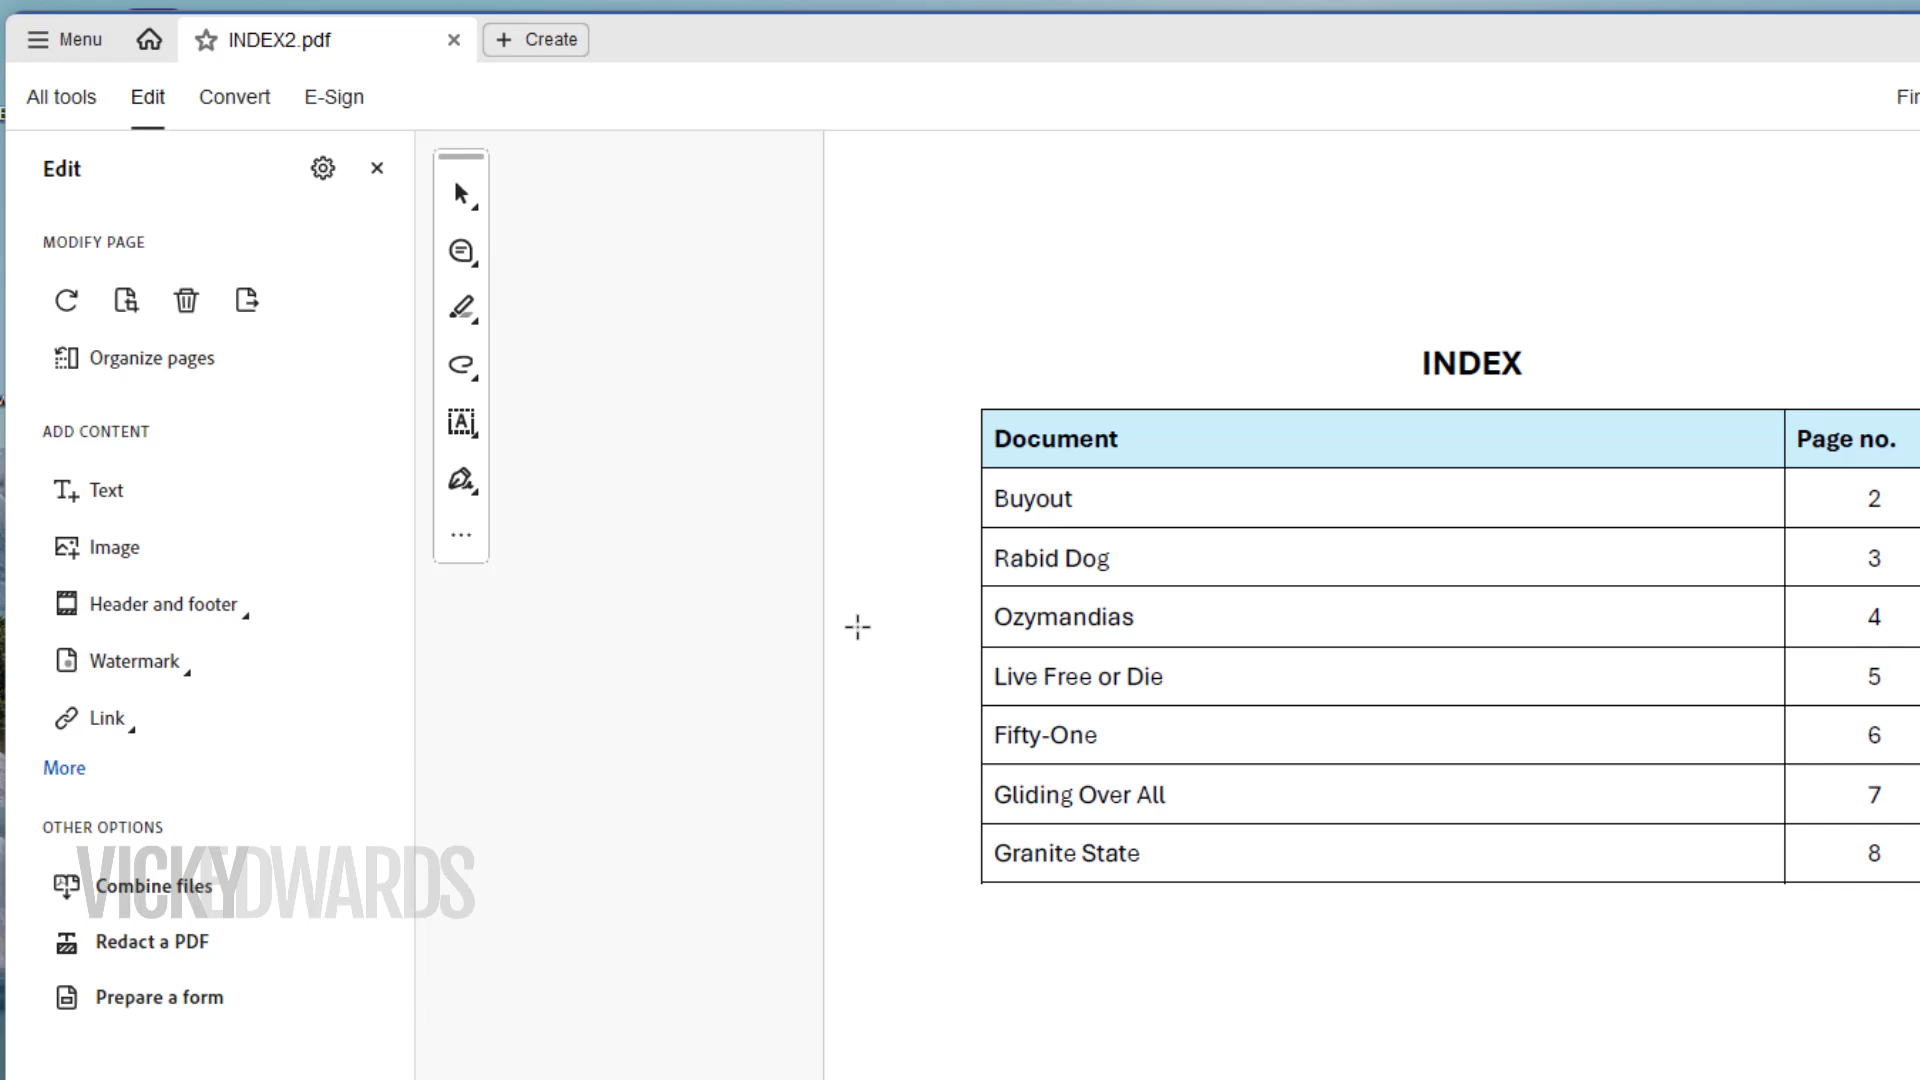 Menu
INDEX2.pdf
Create
All tools
Edit
Convert
E-Sign
Edit
MODIFY PAGE
Organize pages
ADD CONTENT
Text
Image
Header and footer
Watermark
Link
More
OTHER OPTIONS
Combine files
Redact a PDF
Prepare a form
VICKY EDWARDS
INDEX
Document Page no.
Buyout 2
Rabid Dog 3
Ozymandias 4
Live Free or Die 5
Fifty-One 6
Gliding Over All 7
Granite State 8